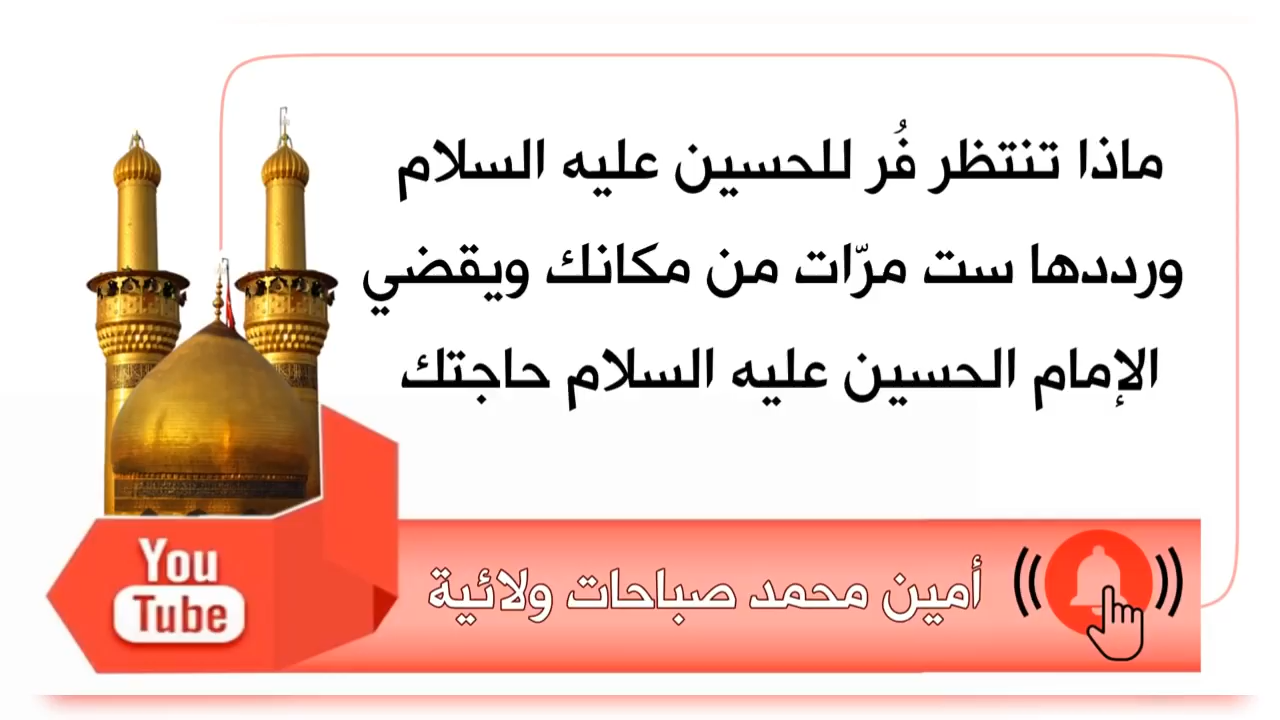 ماذا تنتظر فُر للحسين عليه السلام
ورددها ست مرّات من مكانك ويقضي
الإمام الحسين عليه السلام حاجتك
أمين محمد صباحات ولائية
You
Tube